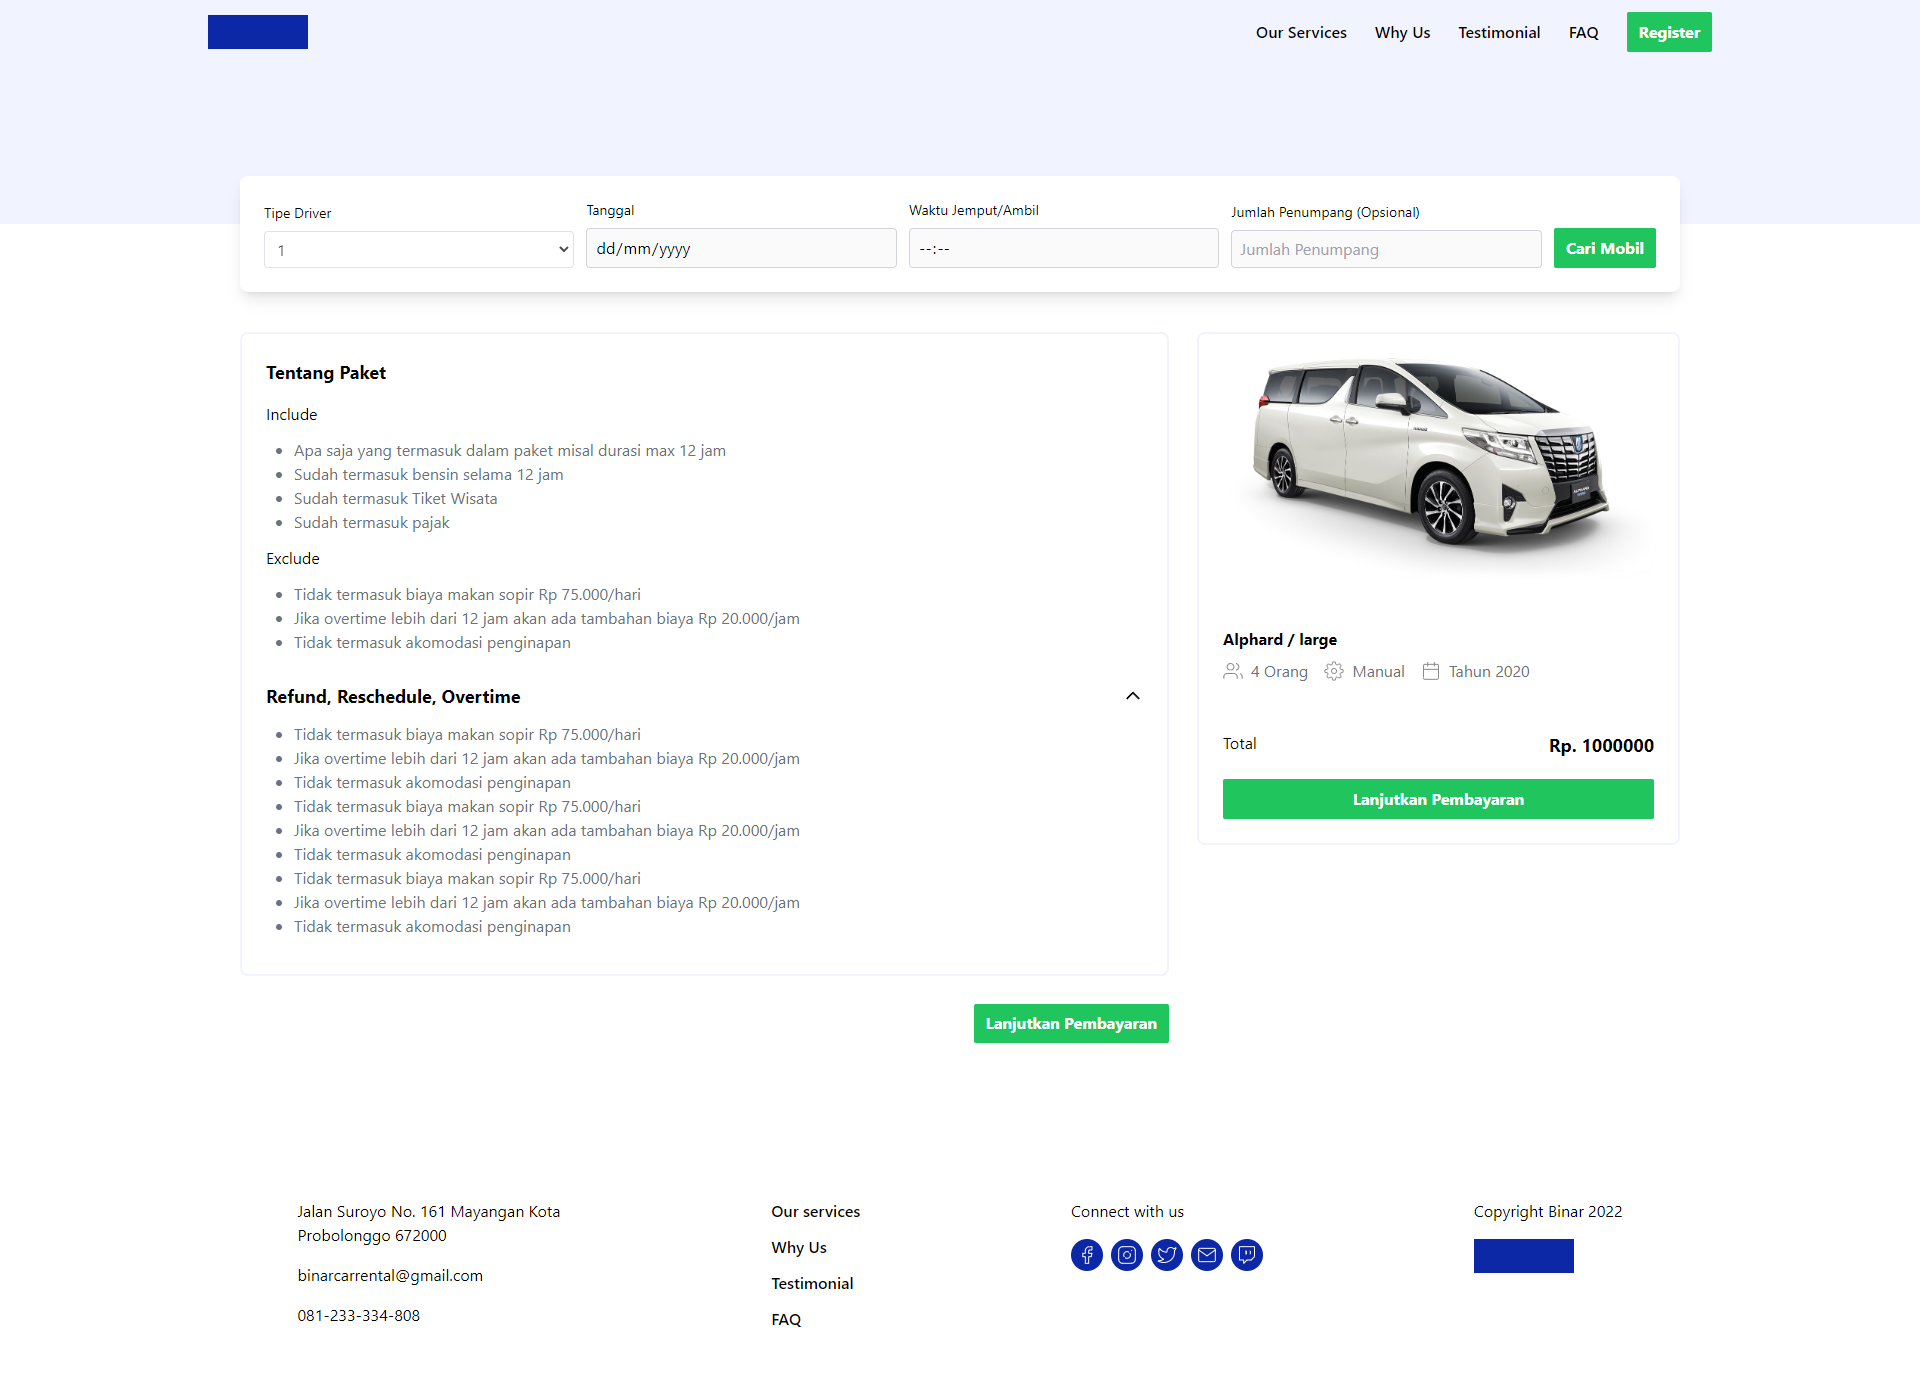 Our Services
Why Us
Testimonial
FAQ
Register
Tipe Driver
1
Tanggal
dd/mm/yyyy
Waktu Jemput/Ambil
--:--
Jumlah Penumpang (Opsional)
Jumlah Penumpang
Cari Mobil
Tentang Paket
Include
Apa saja yang termasuk dalam paket misal durasi max 12 jam
Sudah termasuk bensin selama 12 jam
Sudah termasuk Tiket Wisata
Sudah termasuk pajak
Exclude
Tidak termasuk biaya makan sopir Rp 75.000/hari
Jika overtime lebih dari 12 jam akan ada tambahan biaya Rp 20.000/jam
Tidak termasuk akomodasi penginapan
Refund, Reschedule, Overtime
Tidak termasuk biaya makan sopir Rp 75.000/hari
Jika overtime lebih dari 12 jam akan ada tambahan biaya Rp 20.000/jam
Tidak termasuk akomodasi penginapan
Tidak termasuk biaya makan sopir Rp 75.000/hari
Jika overtime lebih dari 12 jam akan ada tambahan biaya Rp 20.000/jam
Tidak termasuk akomodasi penginapan
Tidak termasuk biaya makan sopir Rp 75.000/hari
Jika overtime lebih dari 12 jam akan ada tambahan biaya Rp 20.000/jam
Tidak termasuk akomodasi penginapan
Lanjutkan Pembayaran
Alphard / large
4 Orang
Manual
Tahun 2020
Total
Rp. 1000000
Lanjutkan Pembayaran
Jalan Suroyo No. 161 Mayangan Kota
Probolonggo 672000
binarcarrental@gmail.com
081-233-334-808
Our services
Why Us
Testimonial
FAQ
Connect with us
Copyright Binar 2022